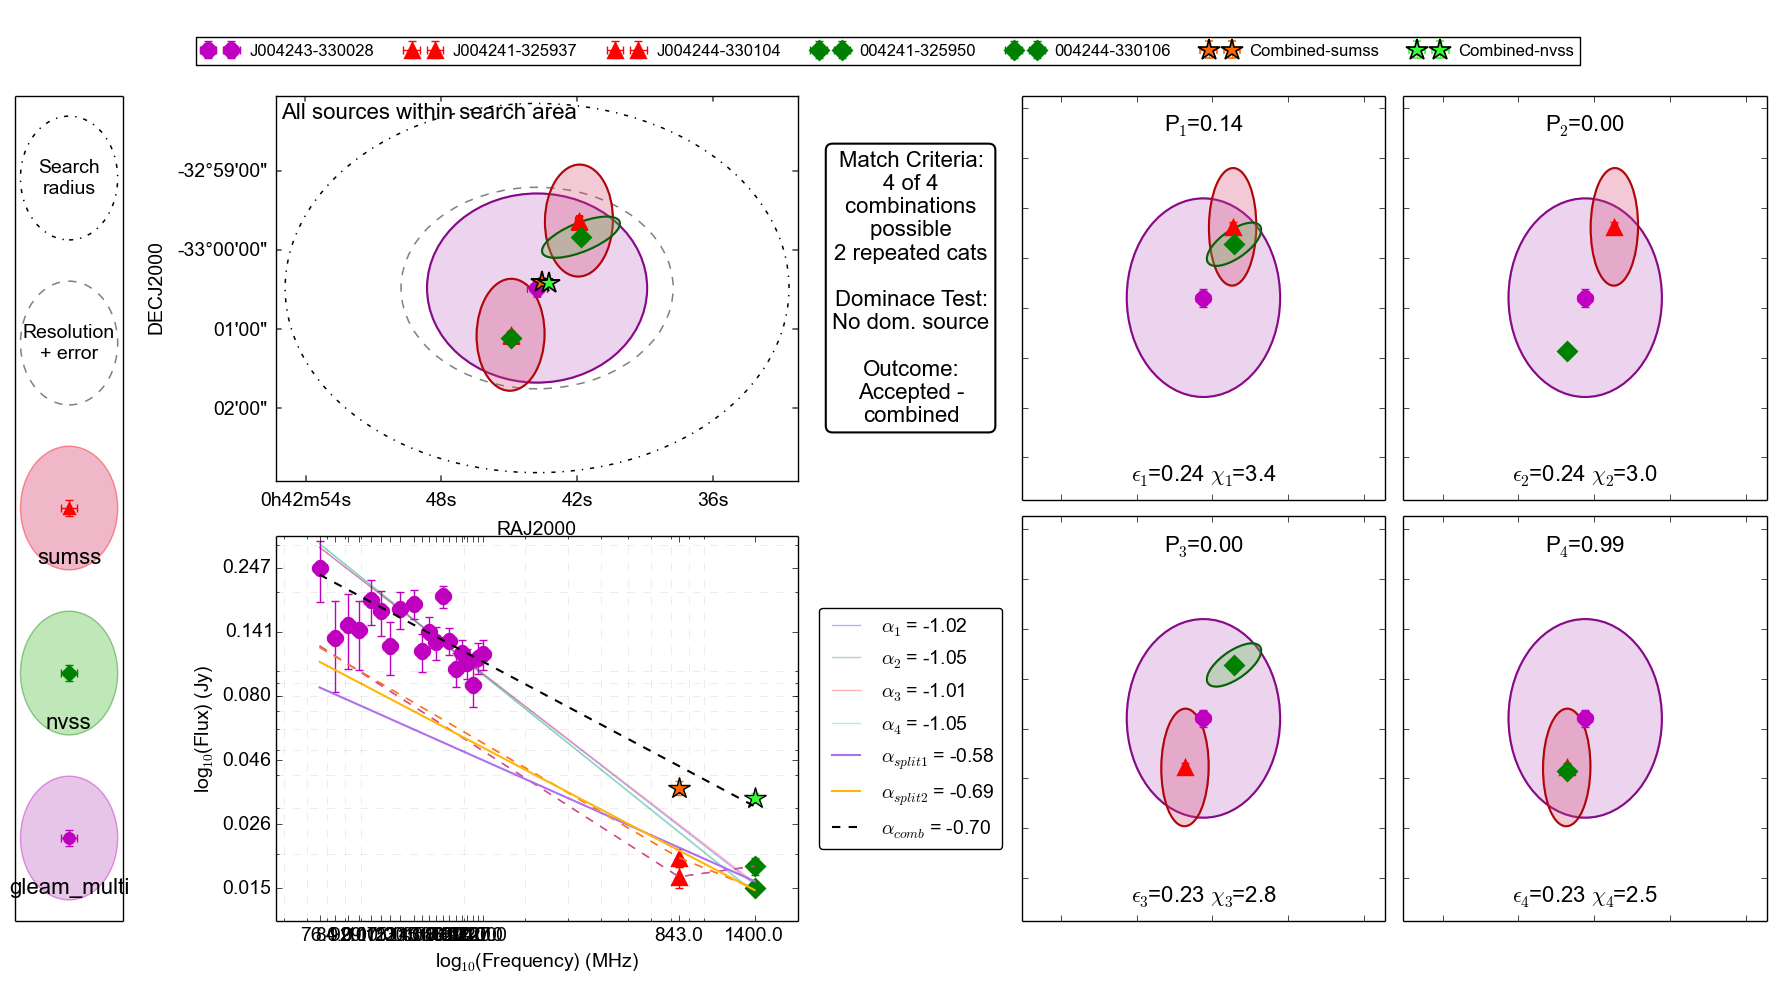 J004243-330028 J004241-325937 J004244-330104 004241-325950 004244-330106 Combined-sumss Combined-nvss
Search
radius
Resolution
+ error
sumss
nvss
gleam_multi
All sources within search area
-32°59'00"
-33°00'00"
01'00"
02'00"
DECJ2000
0h42m54s 48s 42s 36s
RAJ2000
Match Criteria:
4 of 4
combinations
possible
2 repeated cats
Dominace Test:
No dom. source
Outcome:
Accepted -
combined
P1=0.14
ϵ1=0.24 χ1=3.4
P2=0.00
ϵ2=0.24 χ2=3.0
P3=0.00
ϵ3=0.23 χ3=2.8
P4=0.99
ϵ4=0.23 χ4=2.5
0.247
0.141
0.080
0.046
0.026
0.015
log10(Flux) (Jy)
843.0 1400.0
log10(Frequency) (MHz)
α1 = -1.02
α2 = -1.05
α3 = -1.01
α4 = -1.05
αsplit1 = -0.58
αsplit2 = -0.69
αcomb = -0.70